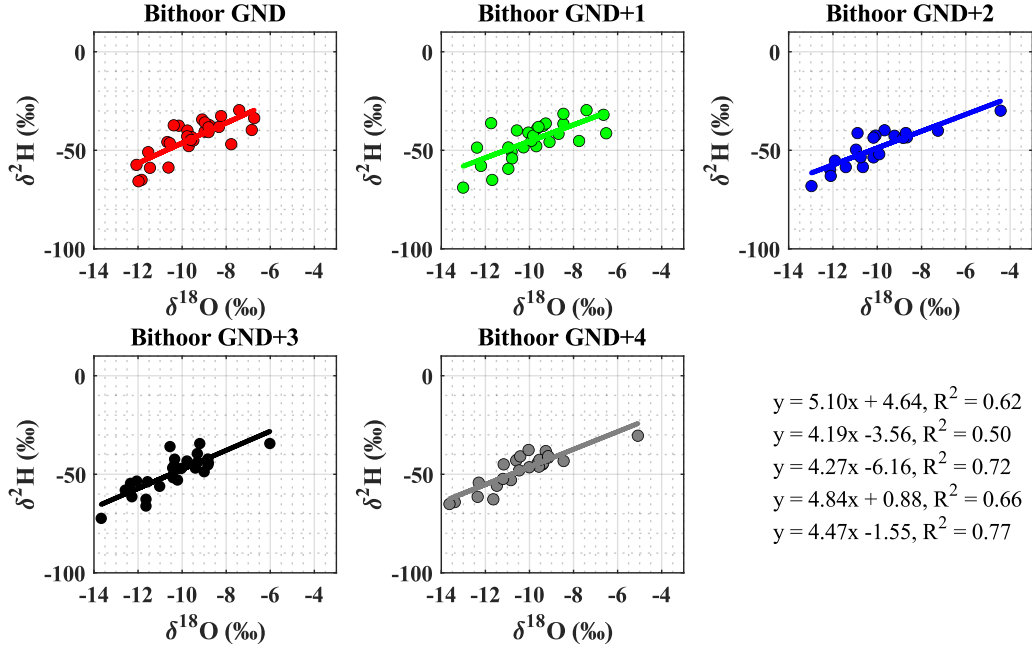 Bithoor GND
Bithoor GND+1
Bithoor GND+2
0
-50
-100
δ²H (‰)
-14 -12 -10 -8 -6 -4
δ¹⁸O (‰)
0
-50
-100
δ²H (‰)
-14 -12 -10 -8 -6 -4
δ¹⁸O (‰)
0
-50
-100
δ²H (‰)
-14 -12 -10 -8 -6 -4
δ¹⁸O (‰)
Bithoor GND+3
Bithoor GND+4
0
-50
-100
δ²H (‰)
-14 -12 -10 -8 -6 -4
δ¹⁸O (‰)
0
-50
-100
δ²H (‰)
-14 -12 -10 -8 -6 -4
δ¹⁸O (‰)
y = 5.10x + 4.64, R² = 0.62
y = 4.19x -3.56, R² = 0.50
y = 4.27x -6.16, R² = 0.72
y = 4.84x + 0.88, R² = 0.66
y = 4.47x -1.55, R² = 0.77